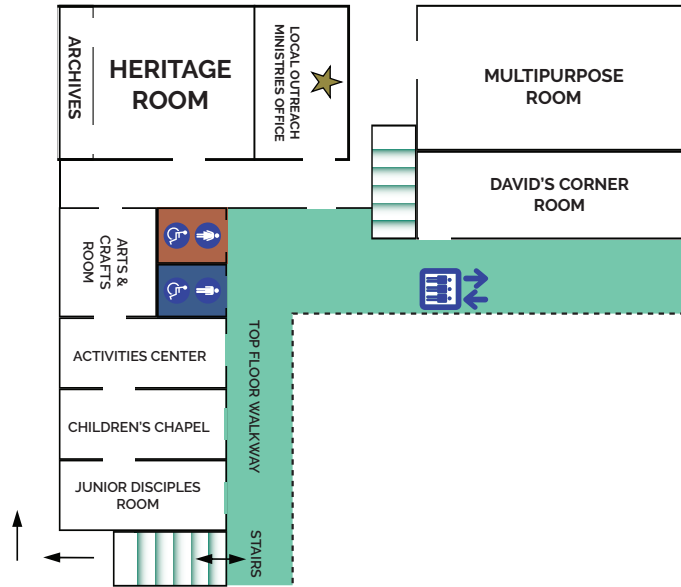 ARCHIVES
HERITAGE
ROOM
LOCAL OUTREACH
MINISTRIES OFFICE
MULTIPURPOSE
ROOM
DAVID'S CORNER
ROOM
ARTS &
CRAFTS
ROOM
ACTIVITIES CENTER
CHILDREN'S CHAPEL
JUNIOR DISCIPLES
ROOM
TOP FLOOR WALKWAY
STAIRS